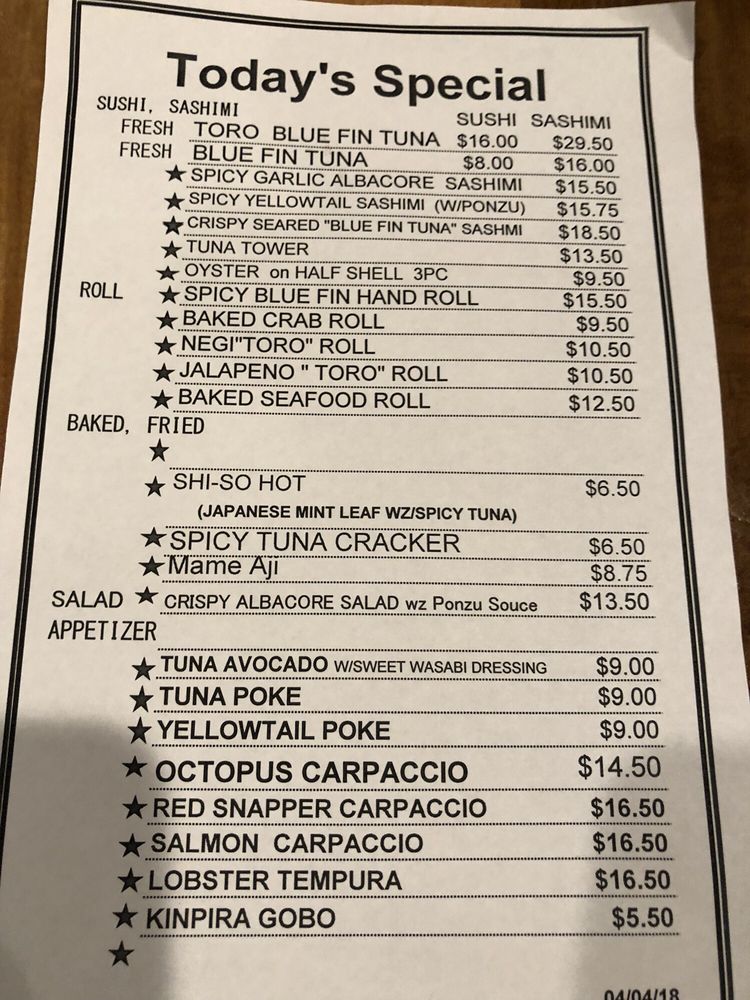 Today's Special
SUSHI, SASHIMI
SUSHI SASHIMI
FRESH TORO BLUE FIN TUNA $16.00 $29.50
FRESH BLUE FIN TUNA $8.00 $16.00
★ SPICY GARLIC ALBACORE SASHIMI $15.50
★ SPICY YELLOWTAIL SASHIMI (W/PONZU) $15.75
★ CRISPY SEARED "BLUE FIN TUNA" SASHMI $18.50
★ TUNA TOWER $13.50
★ OYSTER on HALF SHELL 3PC $9.50
ROLL ★ SPICY BLUE FIN HAND ROLL $15.50
★ BAKED CRAB ROLL $9.50
★ NEGI"TORO" ROLL $10.50
★ JALAPENO " TORO" ROLL $10.50
★ BAKED SEAFOOD ROLL $12.50
BAKED, FRIED
★
★ SHI-SO HOT $6.50
(JAPANESE MINT LEAF WZ/SPICY TUNA)
★ SPICY TUNA CRACKER $6.50
★ Mame Aji $8.75
SALAD ★ CRISPY ALBACORE SALAD wz Ponzu Souce $13.50
APPETIZER
★ TUNA AVOCADO W/SWEET WASABI DRESSING $9.00
★ TUNA POKE $9.00
★ YELLOWTAIL POKE $9.00
★ OCTOPUS CARPACCIO $14.50
★ RED SNAPPER CARPACCIO $16.50
★ SALMON CARPACCIO $16.50
★ LOBSTER TEMPURA $16.50
★ KINPIRA GOBO $5.50
★
04/04/18